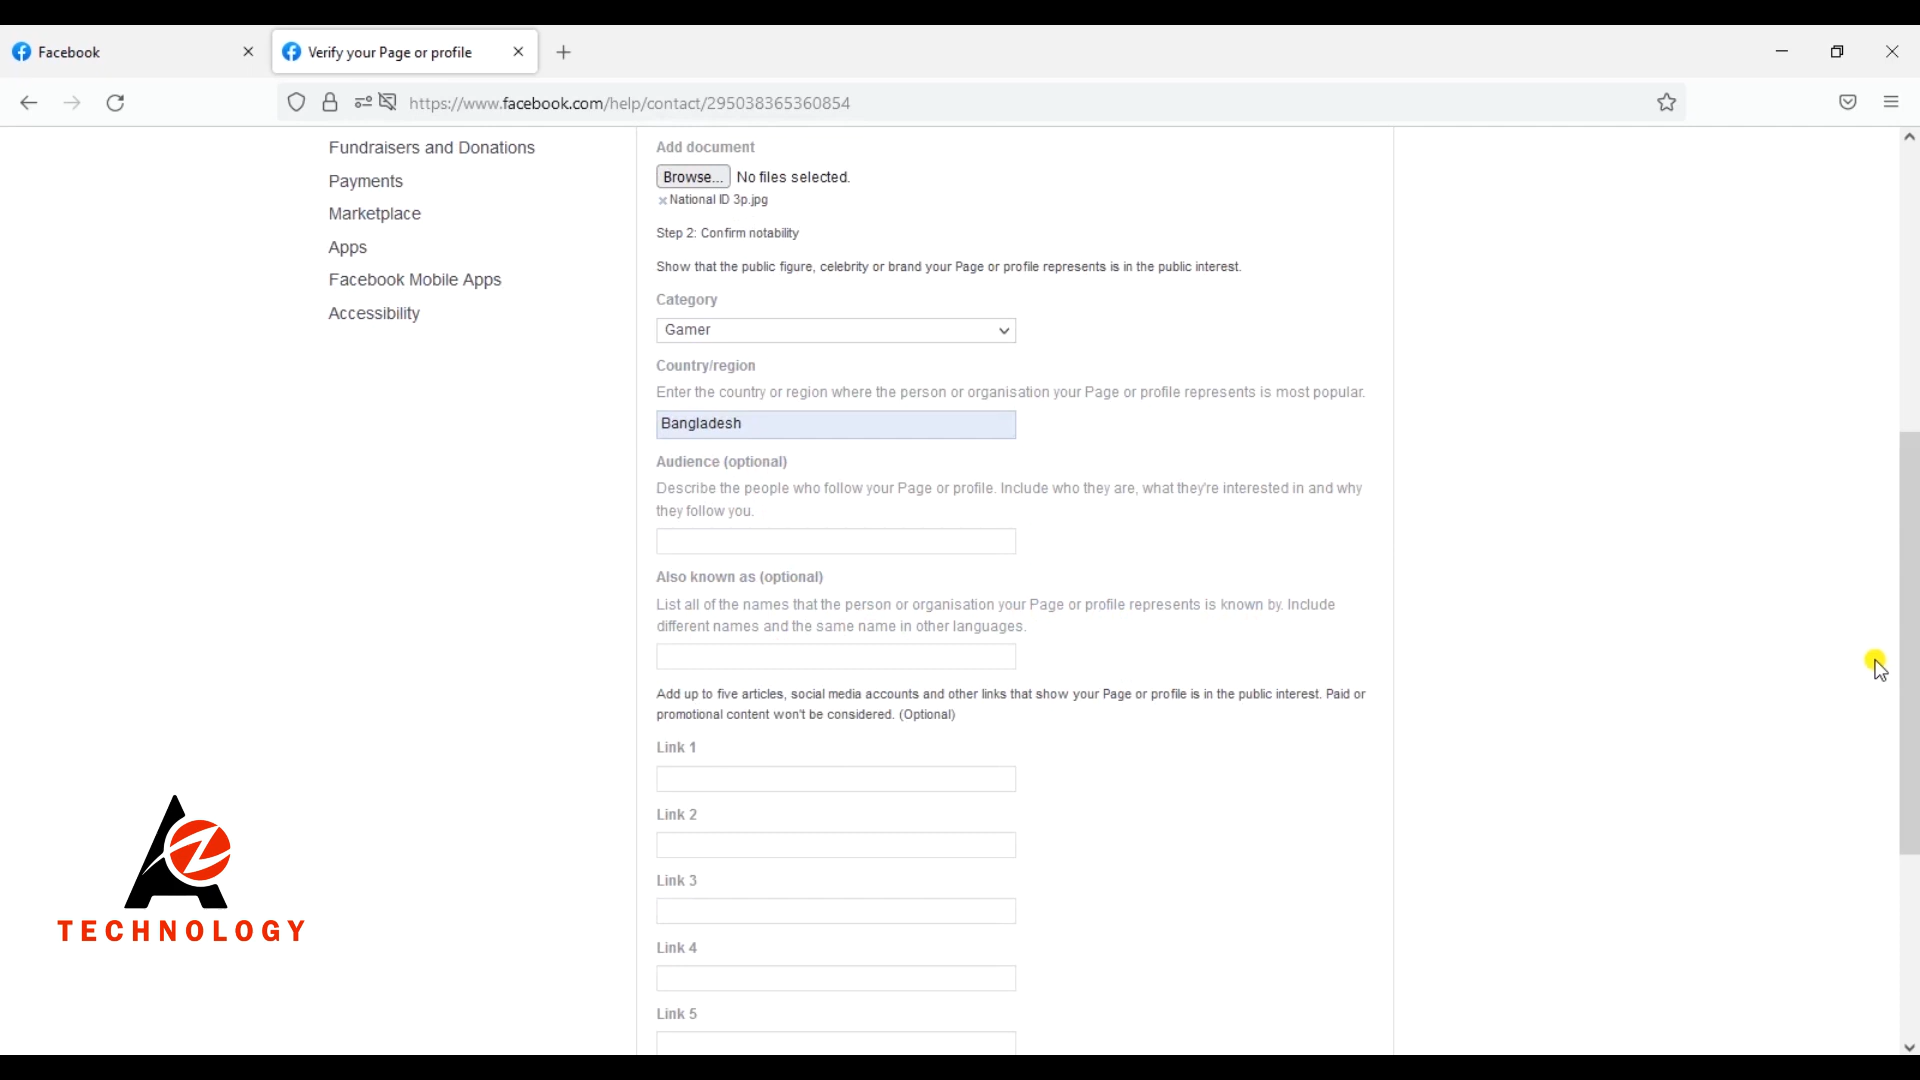 Facebook
Verify your Page or profile
https://www.facebook.com/help/contact/295038365360854
Fundraisers and Donations
Payments
Marketplace
Apps
Facebook Mobile Apps
Accessibility
Add document
Browse... No files selected.
National ID 3p.jpg
Step 2: Confirm notability
Show that the public figure, celebrity or brand your Page or profile represents is in the public interest.
Category
Gamer
Country/region
Enter the country or region where the person or organisation your Page or profile represents is most popular.
Bangladesh
Audience (optional)
Describe the people who follow your Page or profile. Include who they are, what they're interested in and why
they follow you.
Also known as (optional)
List all of the names that the person or organisation your Page or profile represents is known by. Include
different names and the same name in other languages.
Add up to five articles, social media accounts and other links that show your Page or profile is in the public interest. Paid or
promotional content won't be considered. (Optional)
Link 1
Link 2
Link 3
Link 4
Link 5
AZ
TECHNOLOGY